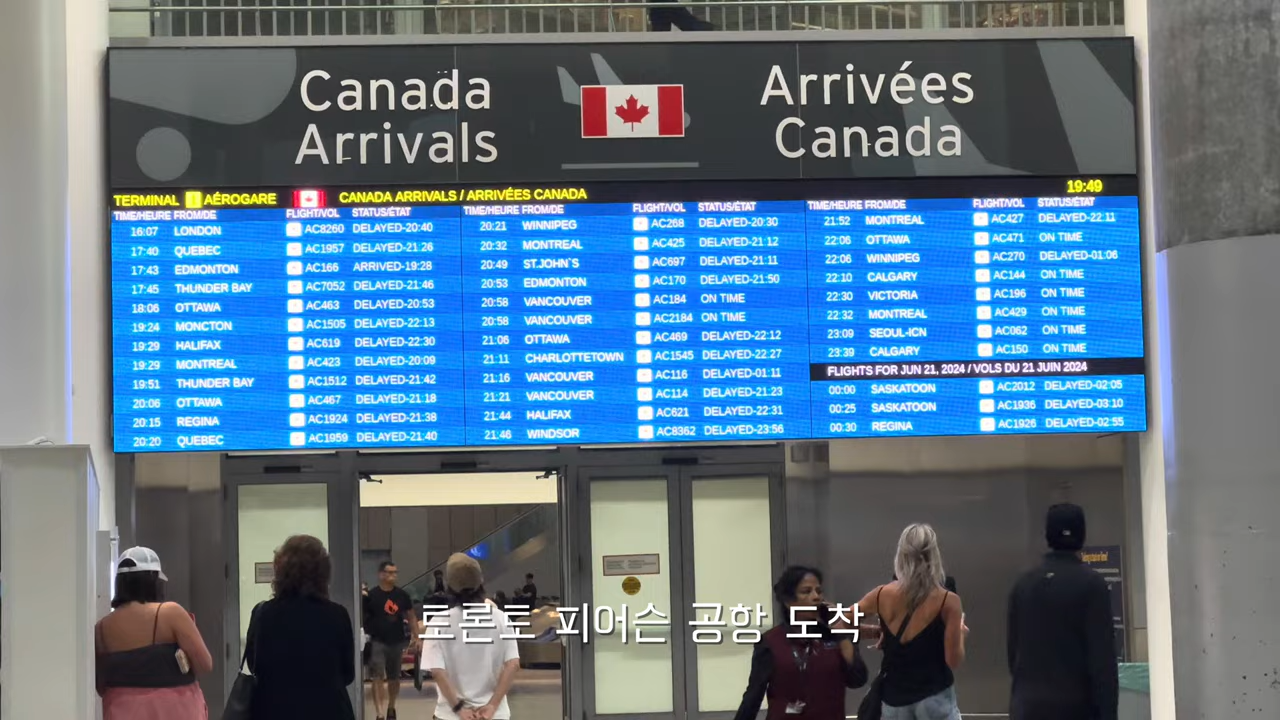 Canada
Arrivals
Arrivées
Canada
TERMINAL 1 AÉROGARE CANADA ARRIVALS / ARRIVÉES CANADA 19:49
TIME/HEURE FROM/DE FLIGHT/VOL STATUS/ÉTAT
16:07 LONDON AC8260 DELAYED-20:40
17:40 QUEBEC AC1957 DELAYED-21:26
17:43 EDMONTON AC166 ARRIVED-19:28
17:45 THUNDER BAY AC7052 DELAYED-21:46
18:06 OTTAWA AC463 DELAYED-20:53
19:24 MONCTON AC1505 DELAYED-22:13
19:29 HALIFAX AC619 DELAYED-22:30
19:29 MONTREAL AC423 DELAYED-20:09
19:51 THUNDER BAY AC1512 DELAYED-21:42
20:06 OTTAWA AC467 DELAYED-21:18
20:15 REGINA AC1924 DELAYED-21:38
20:20 QUEBEC AC1959 DELAYED-21:40
TIME/HEURE FROM/DE FLIGHT/VOL STATUS/ÉTAT
20:21 WINNIPEG AC268 DELAYED-20:30
20:32 MONTREAL AC425 DELAYED-21:12
20:49 ST.JOHN`S AC697 DELAYED-21:11
20:53 EDMONTON AC170 DELAYED-21:50
20:58 VANCOUVER AC184 ON TIME
20:58 VANCOUVER AC2184 ON TIME
21:06 OTTAWA AC469 DELAYED-22:12
21:11 CHARLOTTETOWN AC1545 DELAYED-22:27
21:16 VANCOUVER AC116 DELAYED-01:11
21:21 VANCOUVER AC114 DELAYED-21:23
21:44 HALIFAX AC621 DELAYED-22:31
21:46 WINDSOR AC8362 DELAYED-23:56
TIME/HEURE FROM/DE FLIGHT/VOL STATUS/ÉTAT
21:52 MONTREAL AC427 DELAYED-22:11
22:06 OTTAWA AC471 ON TIME
22:06 WINNIPEG AC270 DELAYED-01:06
22:10 CALGARY AC144 ON TIME
22:30 VICTORIA AC196 ON TIME
22:32 MONTREAL AC429 ON TIME
23:09 SEOUL-ICN AC062 ON TIME
23:39 CALGARY AC150 ON TIME
FLIGHTS FOR JUN 21, 2024 / VOLS DU 21 JUIN 2024
00:00 SASKATOON AC2012 DELAYED-02:05
00:25 SASKATOON AC1936 DELAYED-03:10
00:30 REGINA AC1926 DELAYED-02:55
토론토 피어슨 공항 도착